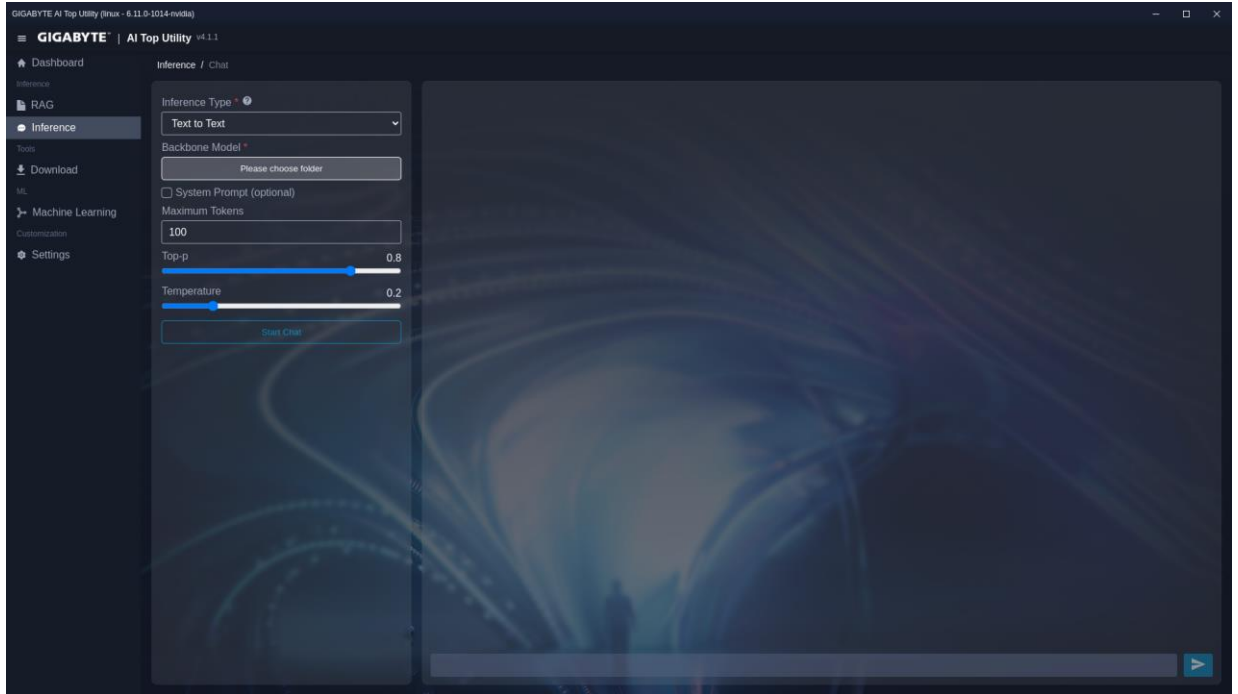 GIGABYTE AI Top Utility (linux - 6.11.0-1014-nvidia)
GIGABYTE™ | AI Top Utility v4.1.1
Dashboard
Inference
RAG
Inference
Tools
Download
ML
Machine Learning
Customization
Settings
Inference / Chat
Inference Type *
Text to Text
Backbone Model *
Please choose folder
System Prompt (optional)
Maximum Tokens
100
Top-p 0.8
Temperature 0.2
Start Chat